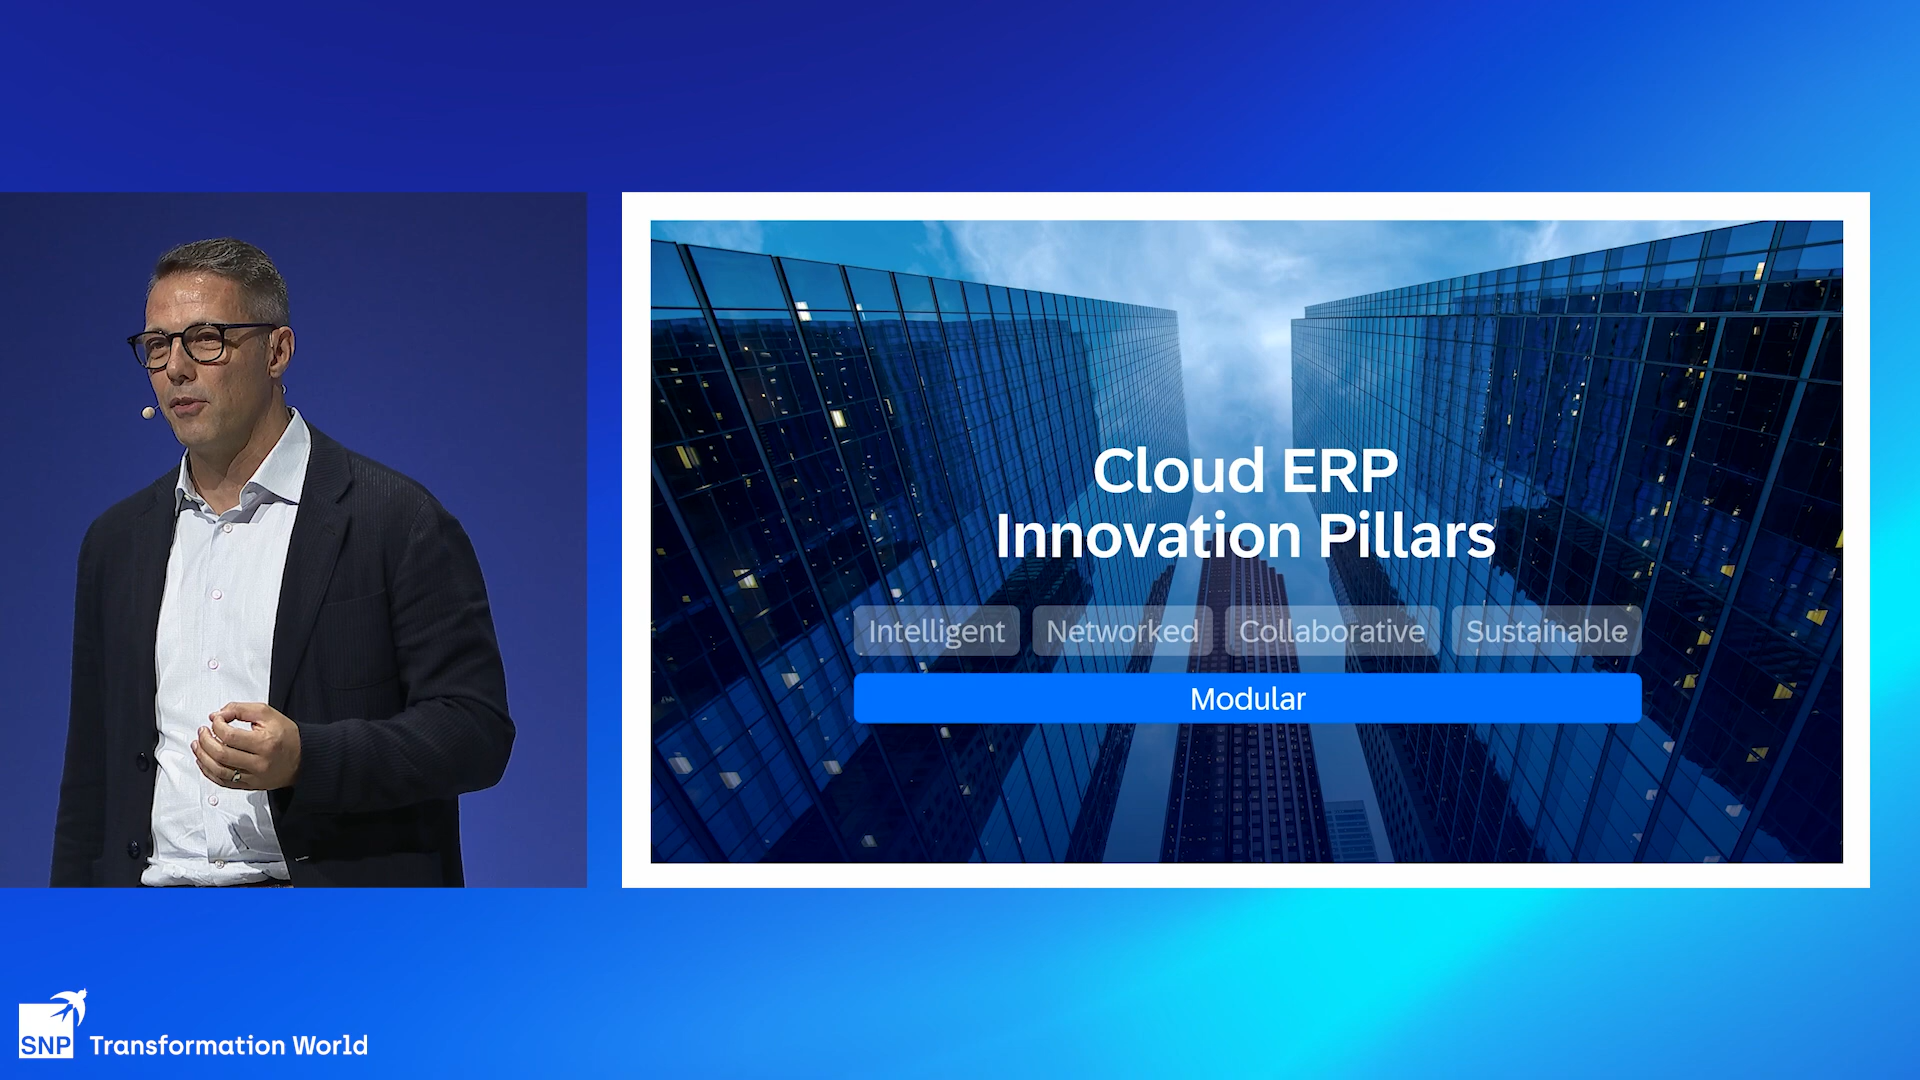 Cloud ERP
Innovation Pillars
Intelligent Networked Collaborative Sustainable
Modular
SNP Transformation World